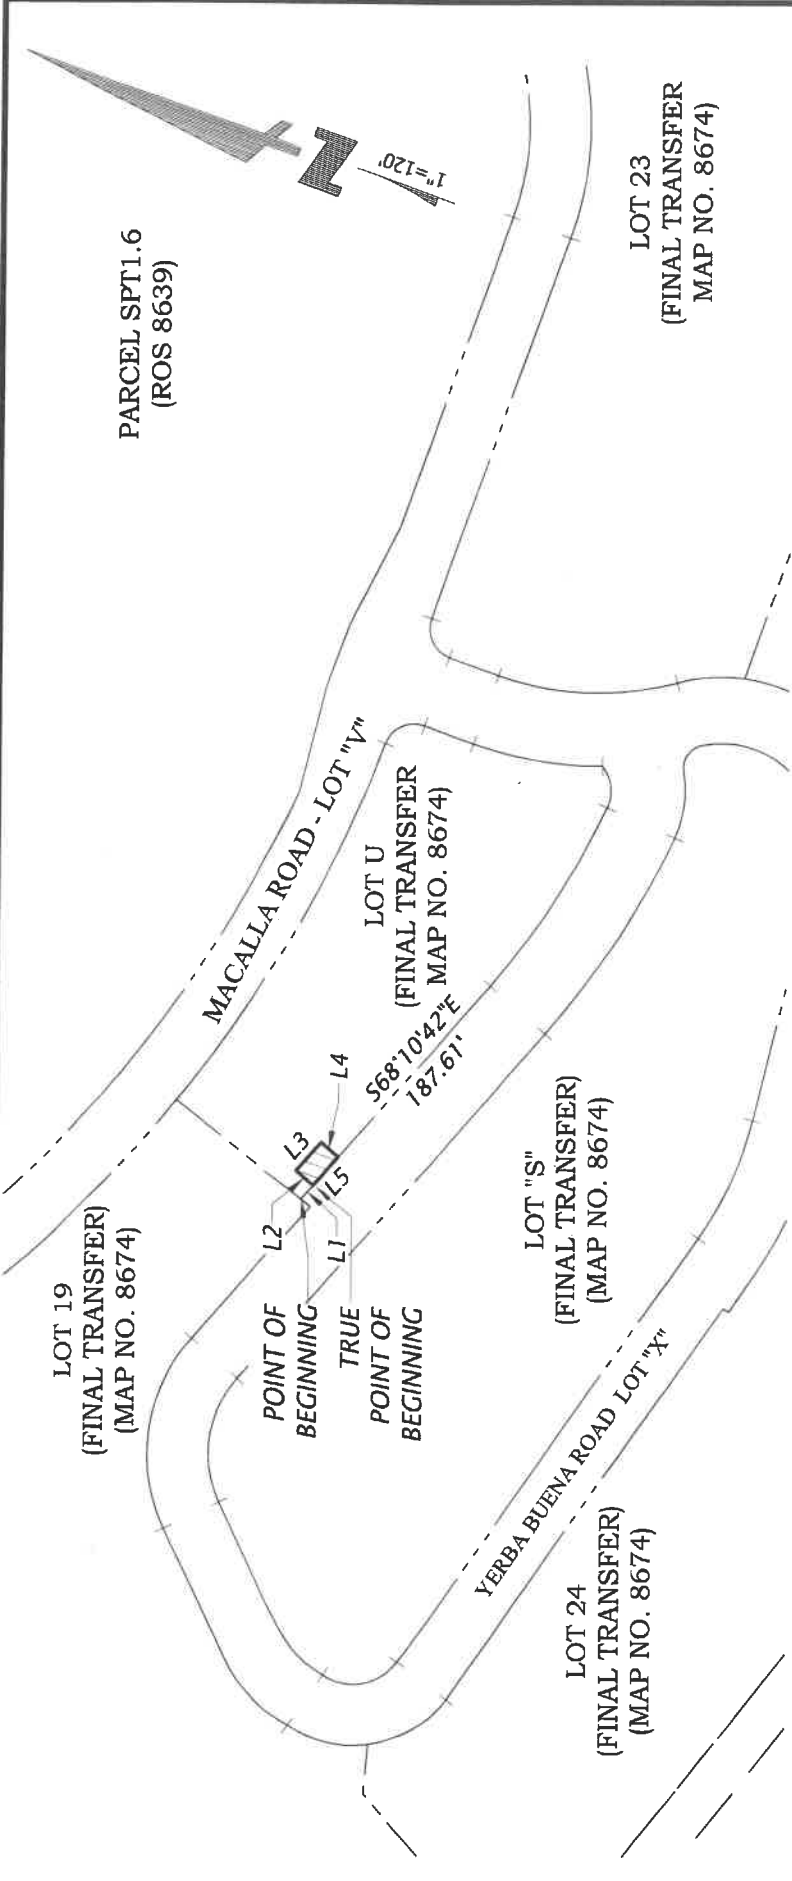 LOT 19
(FINAL TRANSFER)
(MAP NO. 8674)
PARCEL SPT1.6
(ROS 8639)
Z
1"=120'
MACALLA ROAD - LOT "V"
POINT OF
BEGINNING
TRUE
POINT OF
BEGINNING
L2
L1
L3
L5
L4
S68°10'42"E
187.61'
LOT U
(FINAL TRANSFER
MAP NO. 8674)
LOT 23
(FINAL TRANSFER
MAP NO. 8674)
LOT "S"
(FINAL TRANSFER)
(MAP NO. 8674)
YERBA BUENA ROAD LOT "X"
LOT 24
(FINAL TRANSFER)
(MAP NO. 8674)